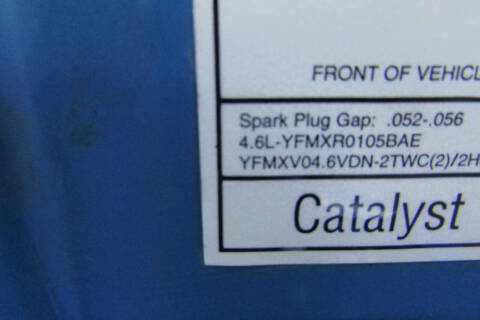 FRONT OF VEHICL
Spark Plug Gap: .052-.056
4.6L-YFMXR0105BAE
YFMXV04.6VDN-2TWC(2)/2H
Catalyst